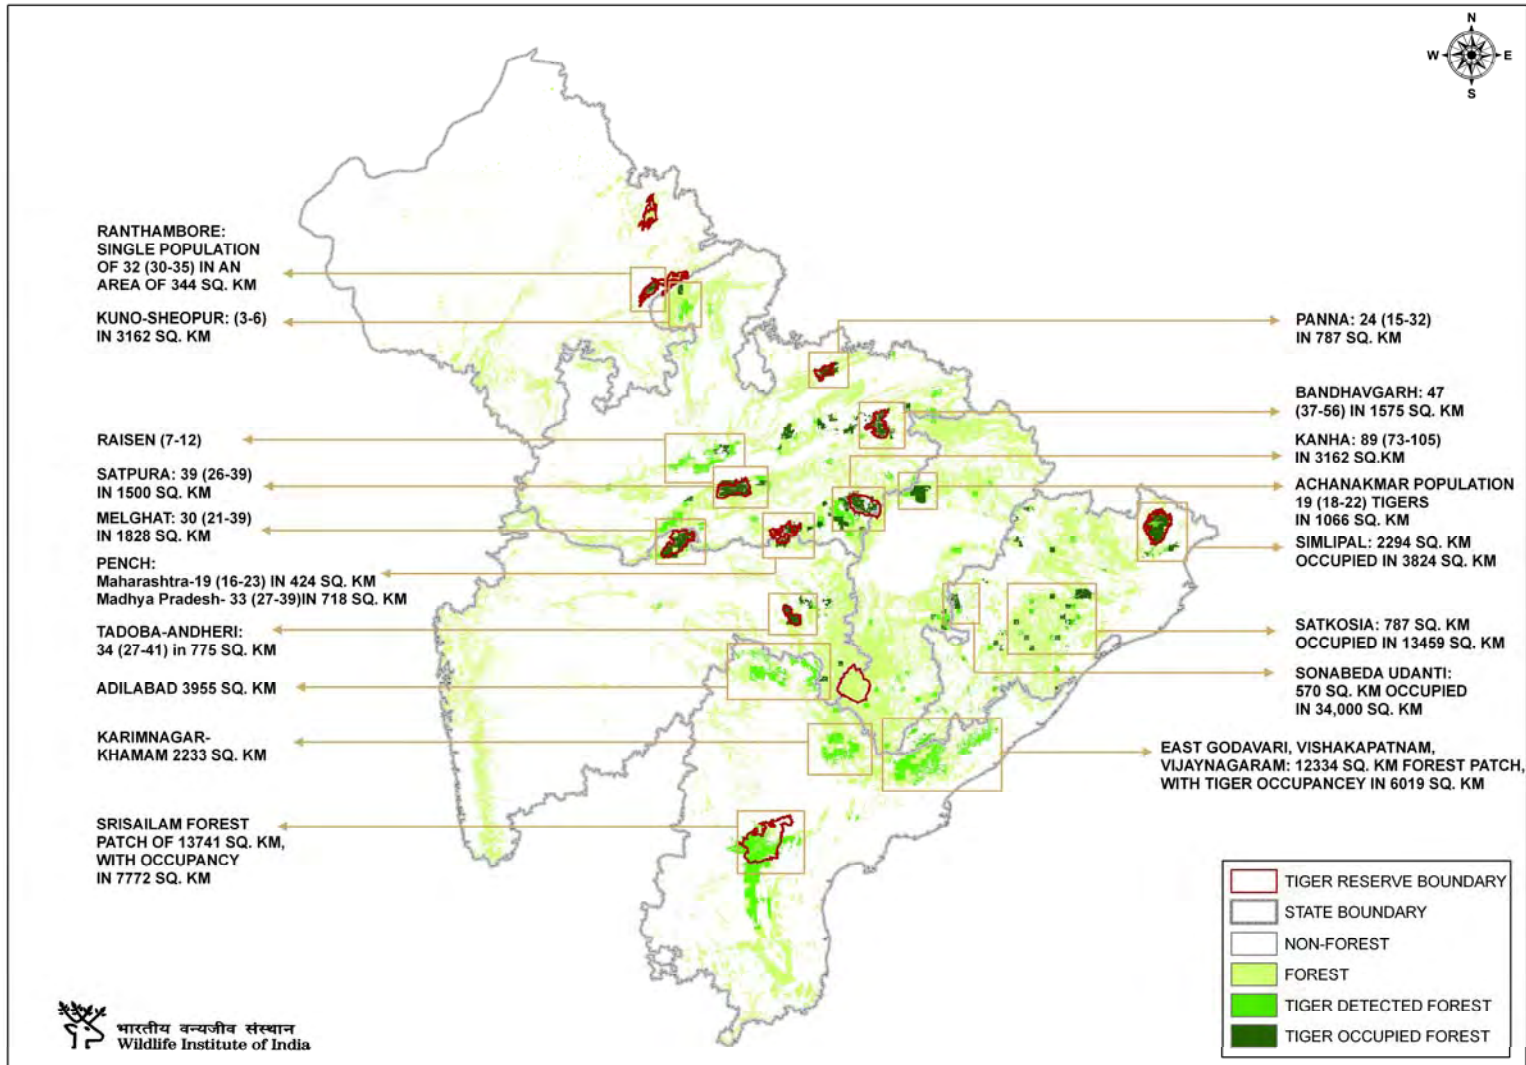 N
W E
S
RANTHAMBORE:
SINGLE POPULATION
OF 32 (30-35) IN AN
AREA OF 344 SQ. KM
KUNO-SHEOPUR: (3-6)
IN 3162 SQ. KM
RAISEN (7-12)
SATPURA: 39 (26-39)
IN 1500 SQ. KM
MELGHAT: 30 (21-39)
IN 1828 SQ. KM
PENCH:
Maharashtra-19 (16-23) IN 424 SQ. KM
Madhya Pradesh- 33 (27-39)IN 718 SQ. KM
TADOBA-ANDHERI:
34 (27-41) in 775 SQ. KM
ADILABAD 3955 SQ. KM
KARIMNAGAR-
KHAMAM 2233 SQ. KM
SRISAILAM FOREST
PATCH OF 13741 SQ. KM,
WITH OCCUPANCY
IN 7772 SQ. KM
PANNA: 24 (15-32)
IN 787 SQ. KM
BANDHAVGARH: 47
(37-56) IN 1575 SQ. KM
KANHA: 89 (73-105)
IN 3162 SQ.KM
ACHANAKMAR POPULATION
19 (18-22) TIGERS
IN 1066 SQ. KM
SIMLIPAL: 2294 SQ. KM
OCCUPIED IN 3824 SQ. KM
SATKOSIA: 787 SQ. KM
OCCUPIED IN 13459 SQ. KM
SONABEDA UDANTI:
570 SQ. KM OCCUPIED
IN 34,000 SQ. KM
EAST GODAVARI, VISHAKAPATNAM,
VIJAYNAGARAM: 12334 SQ. KM FOREST PATCH,
WITH TIGER OCCUPANCEY IN 6019 SQ. KM
TIGER RESERVE BOUNDARY
STATE BOUNDARY
NON-FOREST
FOREST
TIGER DETECTED FOREST
TIGER OCCUPIED FOREST
भारतीय वन्यजीव संस्थान
Wildlife Institute of India